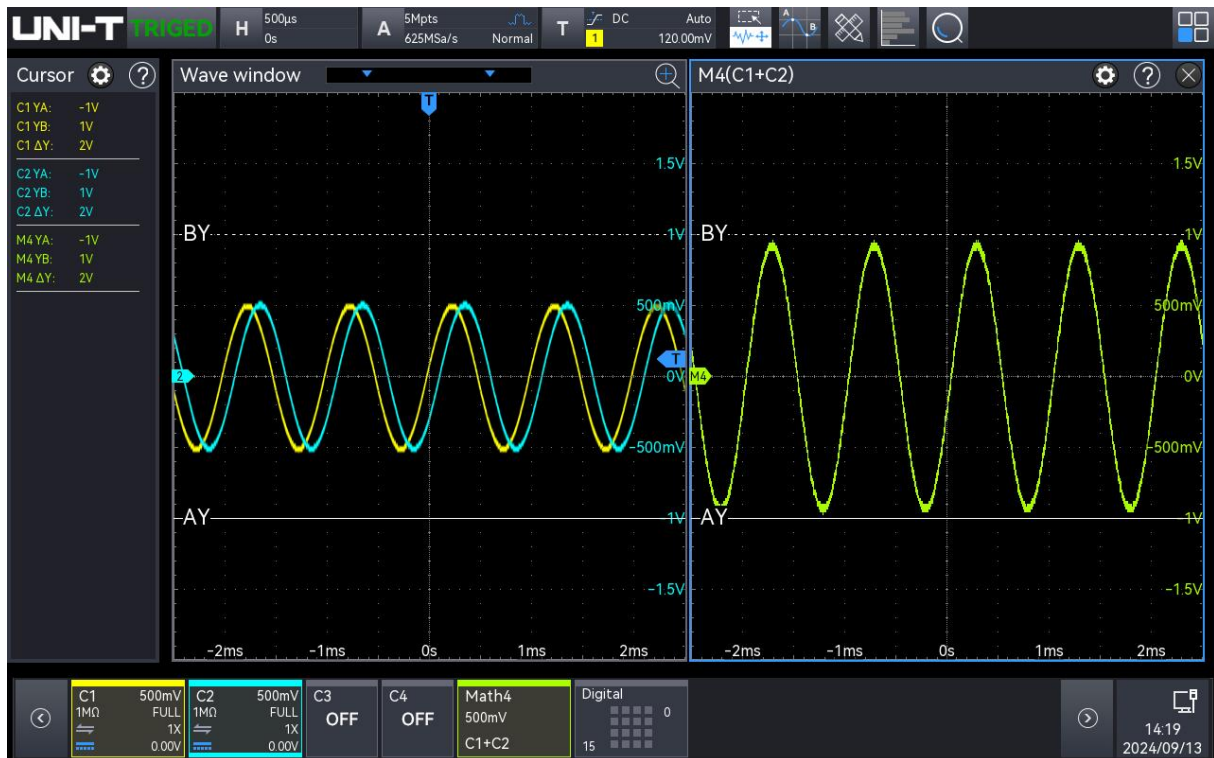 UNI-T TRIGED H 500µs 0s A 5Mpts 625MSa/s Normal T DC 1 Auto 120.00mV A B
Cursor ?
C1 YA: -1V
C1 YB: 1V
C1 ΔY: 2V
C2 YA: -1V
C2 YB: 1V
C2 ΔY: 2V
M4 YA: -1V
M4 YB: 1V
M4 ΔY: 2V
Wave window
T
1.5V
BY 1V
500mV
T
2 0V
-500mV
AY -1V
-1.5V
-2ms -1ms 0s 1ms 2ms
M4(C1+C2) ?
1.5V
BY 1V
500mV
M4 0V
-500mV
AY -1V
-1.5V
-2ms -1ms 0s 1ms 2ms
C1 500mV
1MΩ FULL
1X
0.00V
C2 500mV
1MΩ FULL
1X
0.00V
C3
OFF
C4
OFF
Math4
500mV
C1+C2
Digital
0
15
14:19
2024/09/13